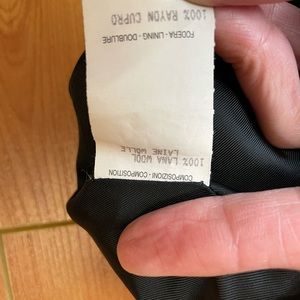 COMPOSIZIONI - COMPOSITION
100% LANA WOOL
LAINE WOLLE
FODERA - LINING - DOUBLURE
100% RAYON CUPRO